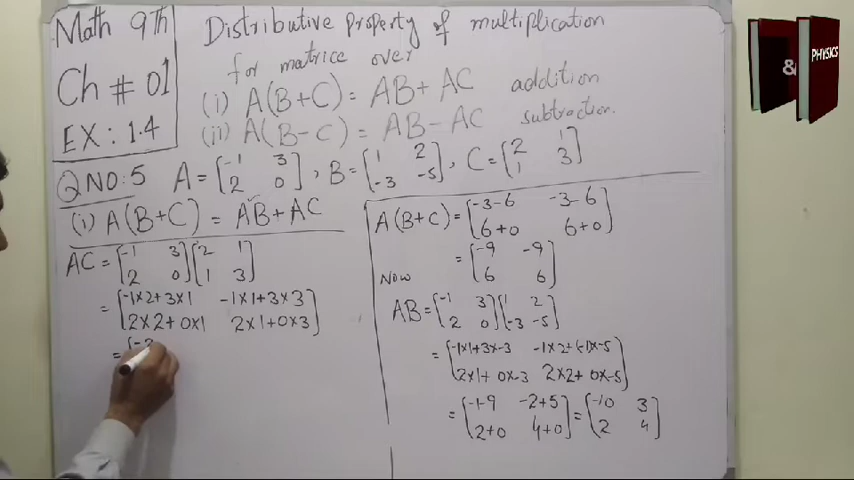 Math 9Th
Ch # 01
EX : 1.4
Distributive Property of multiplication
for matrice over
(i) A(B+C) = AB+ AC addition
(ii) A(B-C) = AB- AC subtraction.
Q NO: 5 A = [-1 3 , B = [1 2 , C = [2 1
2 0] -3 -5] 1 3]
(i) A(B+C) = AB + AC
AC = [-1 3][2 1
2 0][1 3]
= [-1×2+3×1 -1×1+3×3
2×2+0×1 2×1+0×3]
= [-2
A(B+C) = [-3-6 -3-6
6+0 6+0]
= [-9 -9
6 6]
Now
AB = [-1 3][1 2
2 0][-3 -5]
= [-1×1+3×-3 -1×2+(-1×-5
2×1+0×-3 2×2+0×-5]
= [-1-9 -2+5 = [-10 3
2+0 4+0] 2 4]
&
PHYSICS